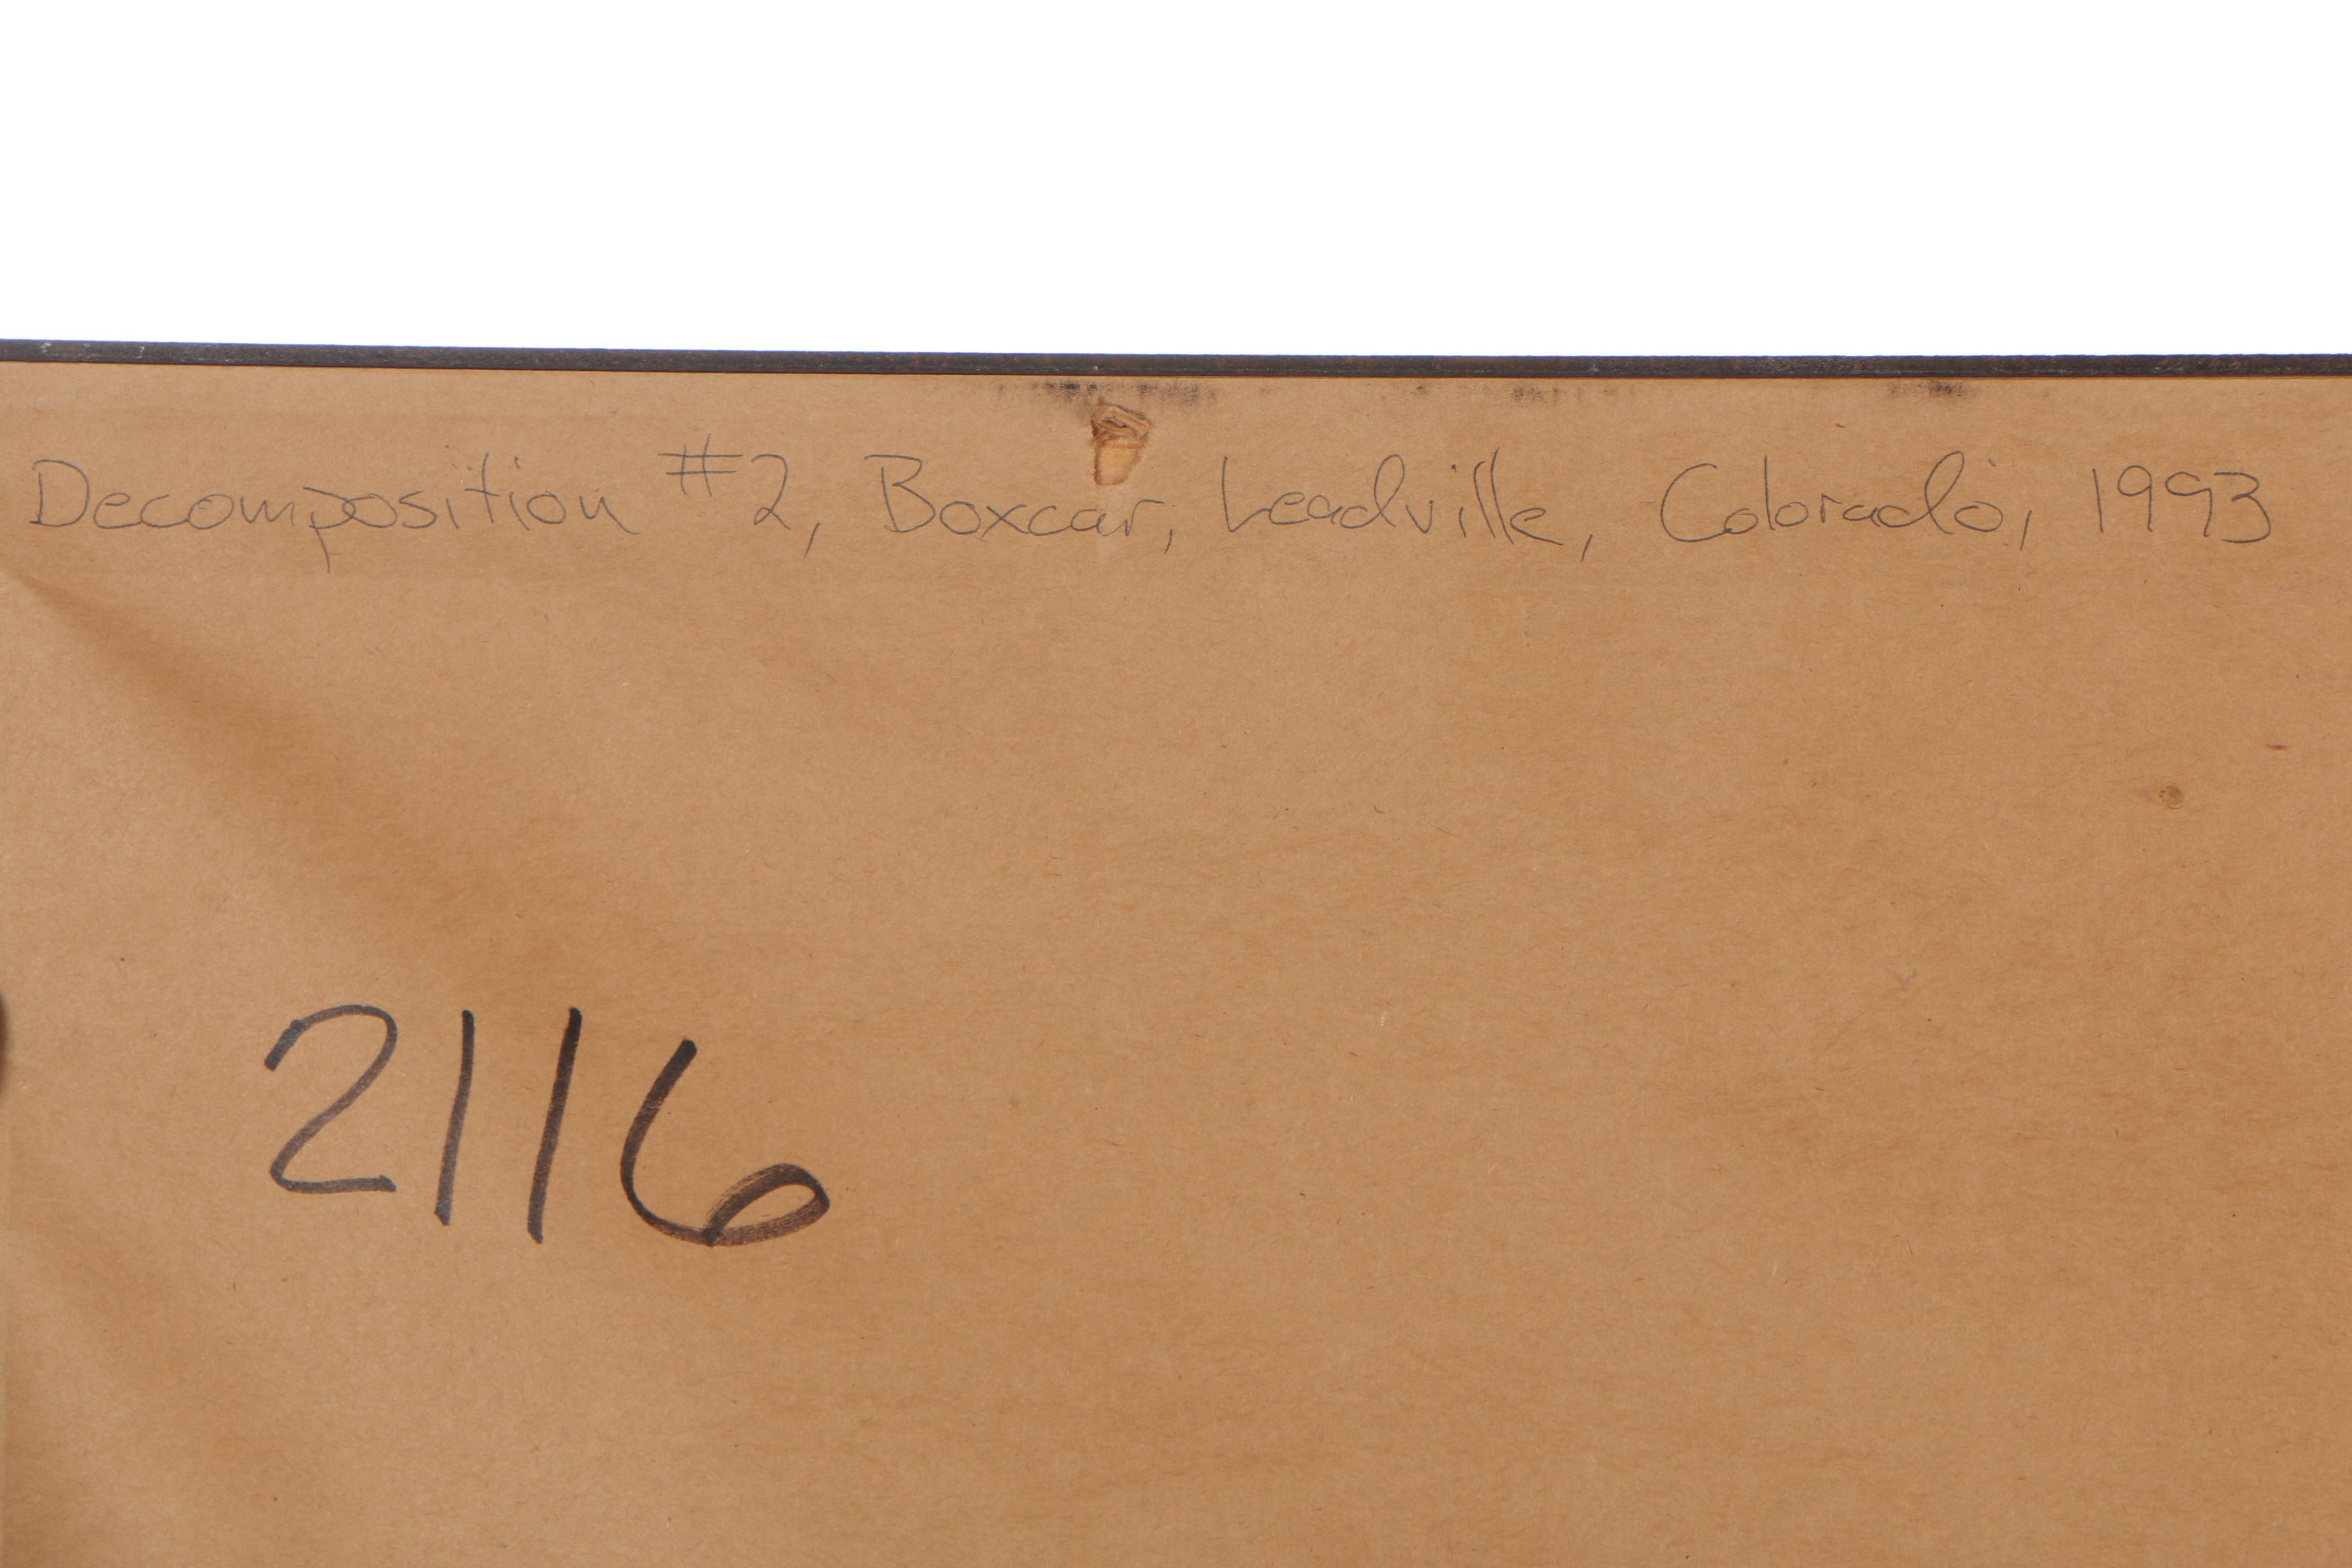 Decomposition #2, Boxcar, Leadville, Colorado, 1993
2116